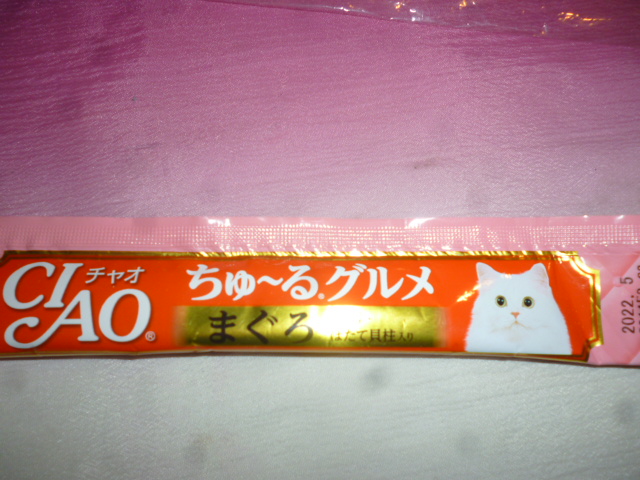 CIAO
チャオ
®
ちゅ～る®グルメ
まぐろ ほたて貝柱入り
2022. 5